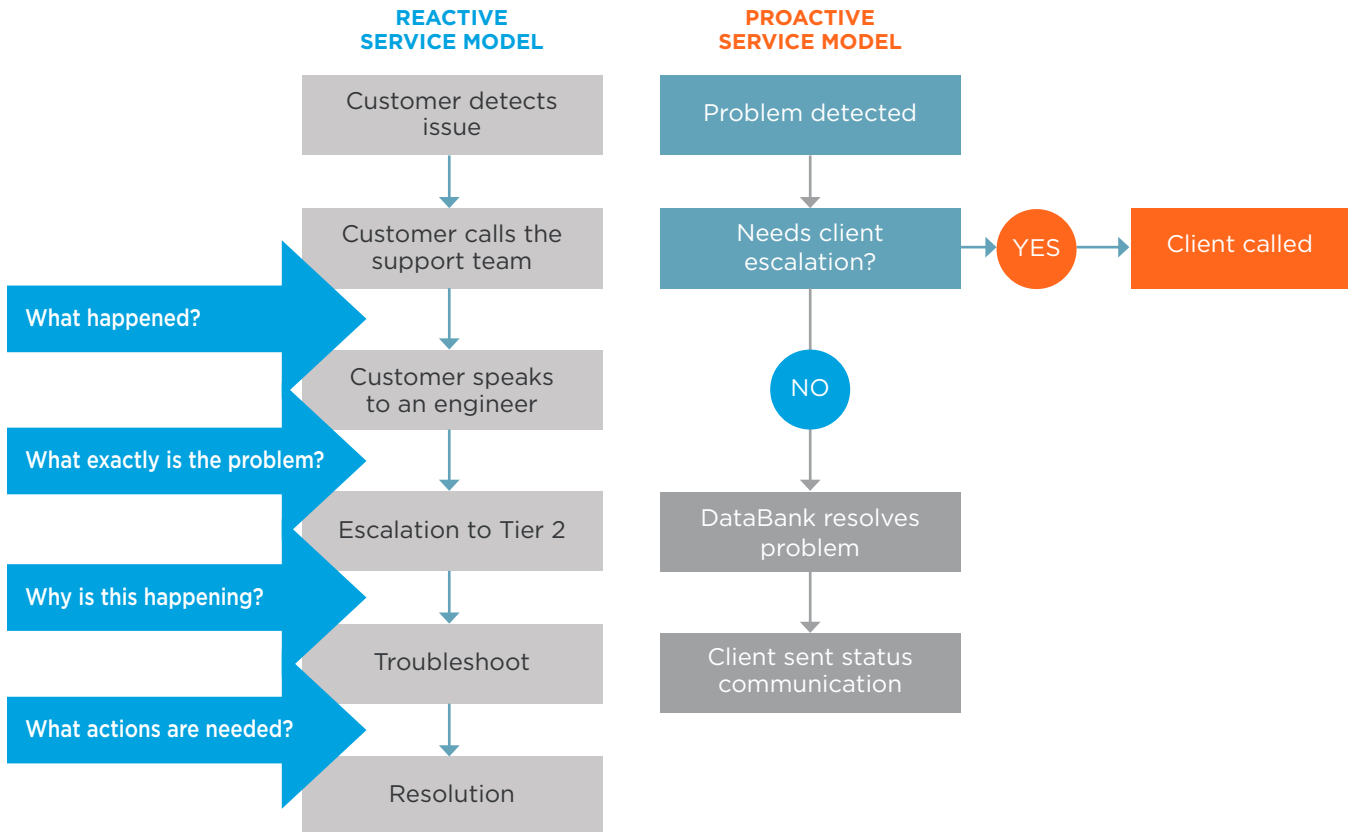 REACTIVE
SERVICE MODEL
Customer detects
issue
Customer calls the
support team
What happened?
Customer speaks
to an engineer
What exactly is the problem?
Escalation to Tier 2
Why is this happening?
Troubleshoot
What actions are needed?
Resolution
PROACTIVE
SERVICE MODEL
Problem detected
Needs client
escalation?
YES
Client called
NO
DataBank resolves
problem
Client sent status
communication